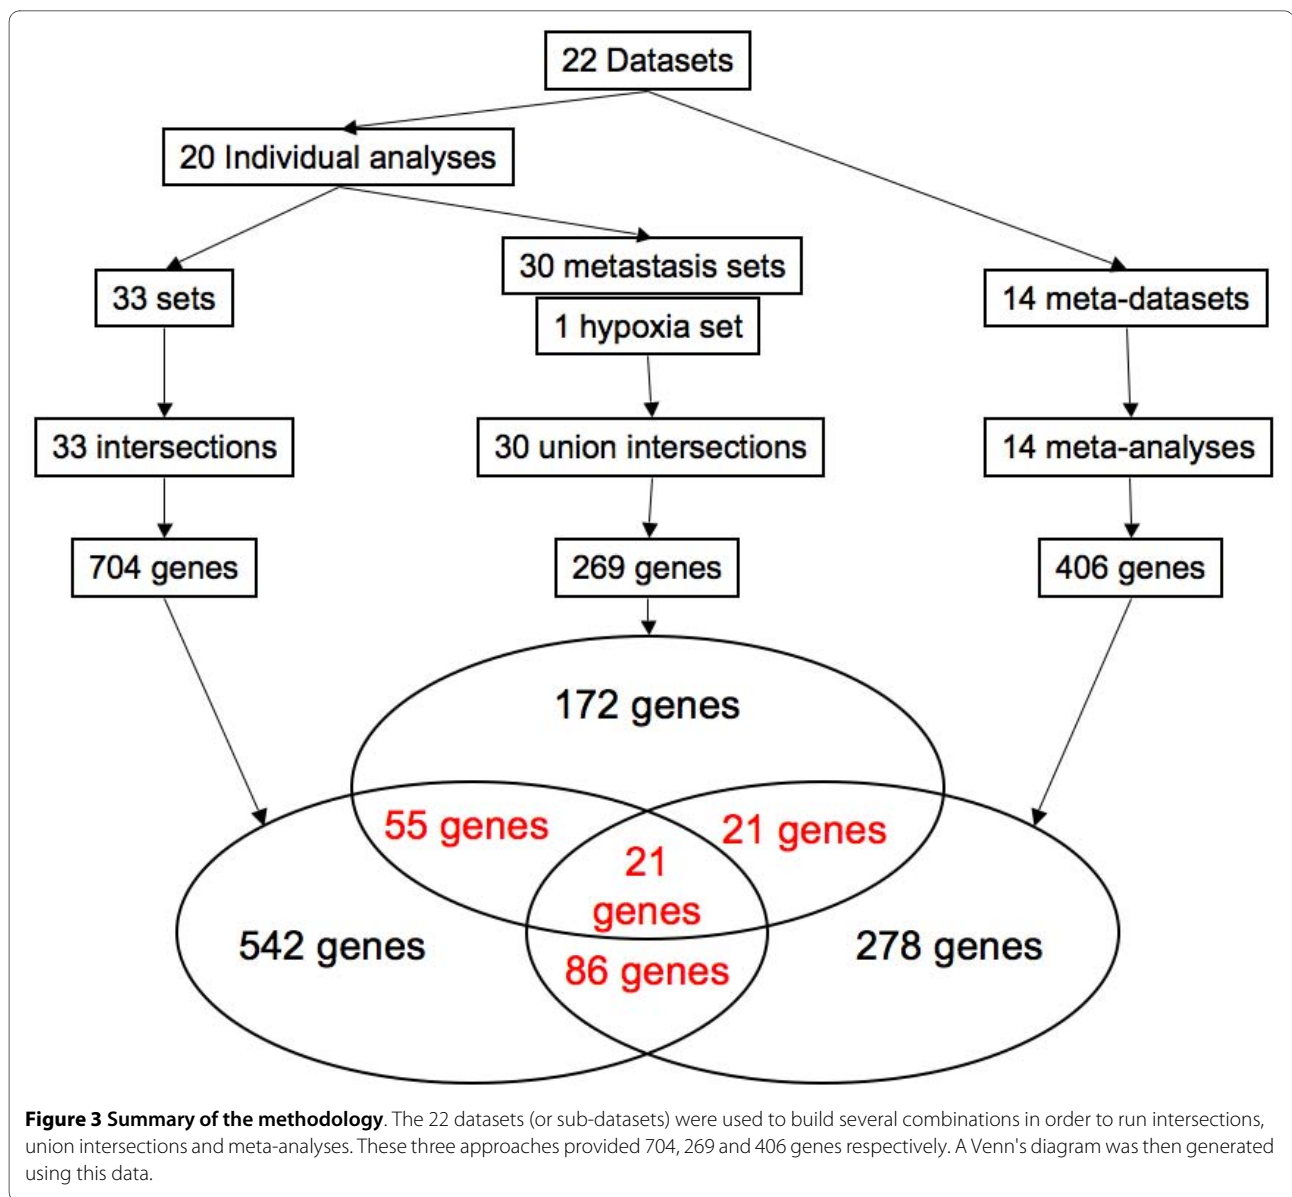 22 Datasets
20 Individual analyses
30 metastasis sets
33 sets
14 meta-datasets
1 hypoxia set
33 intersections
30 union intersections
14 meta-analyses
704 genes
269 genes
406 genes
172 genes
55 genes
21 genes
21
genes
542 genes
278 genes
86 genes
Figure 3 Summary of the methodology. The 22 datasets (or sub-datasets) were used to build several combinations in order to run intersections,
union intersections and meta-analyses. These three approaches provided 704, 269 and 406 genes respectively. A Venn's diagram was then generated
using this data.